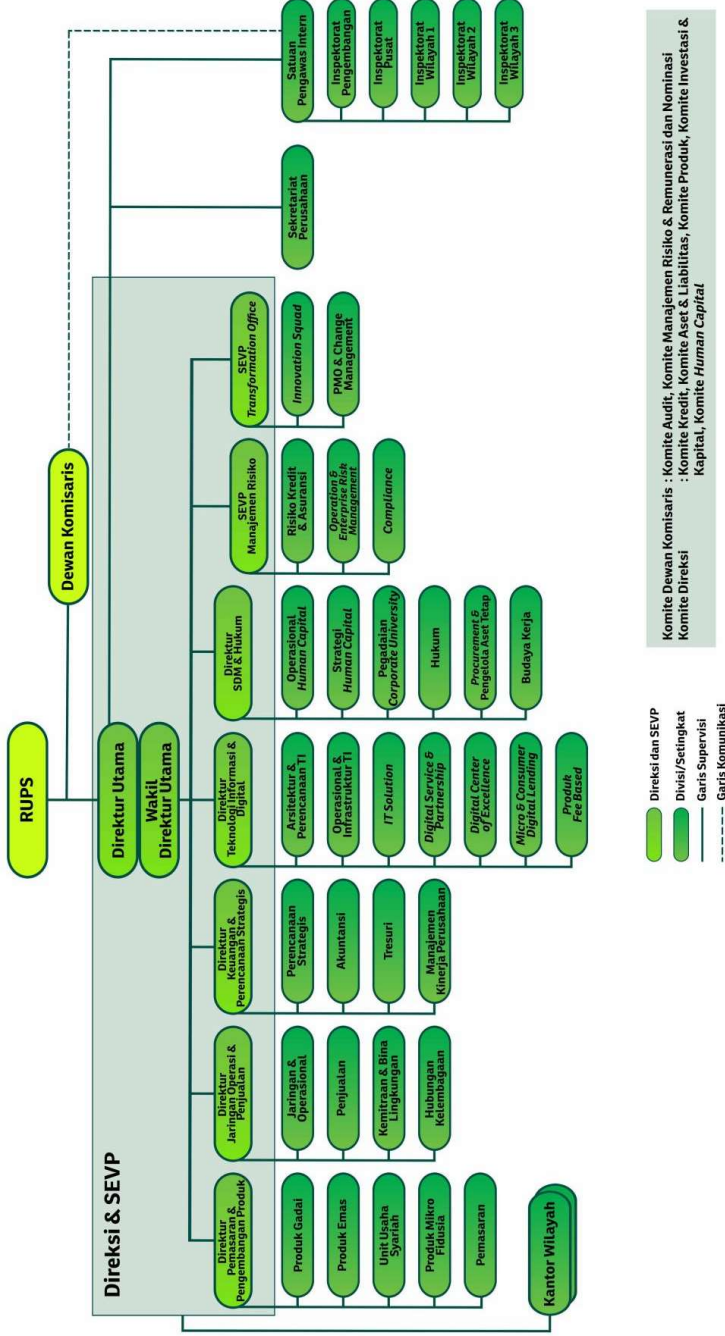 RUPS
Dewan Komisaris
Direksi & SEVP
Direktur Utama
Wakil
Direktur Utama
Direktur
Pemasaran &
Pengembangan Produk
Produk Gadai
Produk Emas
Unit Usaha
Syariah
Produk Mikro
Fidusia
Pemasaran
Direktur
Jaringan Operasi &
Penjualan
Jaringan &
Operasional
Penjualan
Kemitraan & Bina
Lingkungan
Hubungan
Kelembagaan
Direktur
Keuangan &
Perencanaan Strategis
Perencanaan
Strategis
Akuntansi
Tresuri
Manajemen
Kinerja Perusahaan
Direktur
Teknologi Informasi &
Digital
Arsitektur &
Perencanaan TI
Operasional &
Infrastruktur TI
IT Solution
Digital Service &
Partnership
Digital Center
of Excellence
Micro & Consumer
Digital Lending
Produk
Fee Based
Direktur
SDM & Hukum
Operasional
Human Capital
Strategi
Human Capital
Pegadaian
Corporate University
Hukum
Procurement &
Pengelola Aset Tetap
Budaya Kerja
SEVP
Manajemen Risiko
Risiko Kredit
& Asuransi
Operation &
Enterprise Risk
Management
Compliance
SEVP
Transformation Office
Innovation Squad
PMO & Change
Management
Sekretariat
Perusahaan
Satuan
Pengawas Intern
Inspektorat
Pengembangan
Inspektorat
Pusat
Inspektorat
Wilayah 1
Inspektorat
Wilayah 2
Inspektorat
Wilayah 3
Kantor Wilayah
Direksi dan SEVP
Divisi/Setingkat
Garis Supervisi
Garis Komunikasi
Komite Dewan Komisaris : Komite Audit, Komite Manajemen Risiko & Remunerasi dan Nominasi
Komite Direksi : Komite Kredit, Komite Aset & Liabilitas, Komite Produk, Komite Investasi &
Kapital, Komite Human Capital